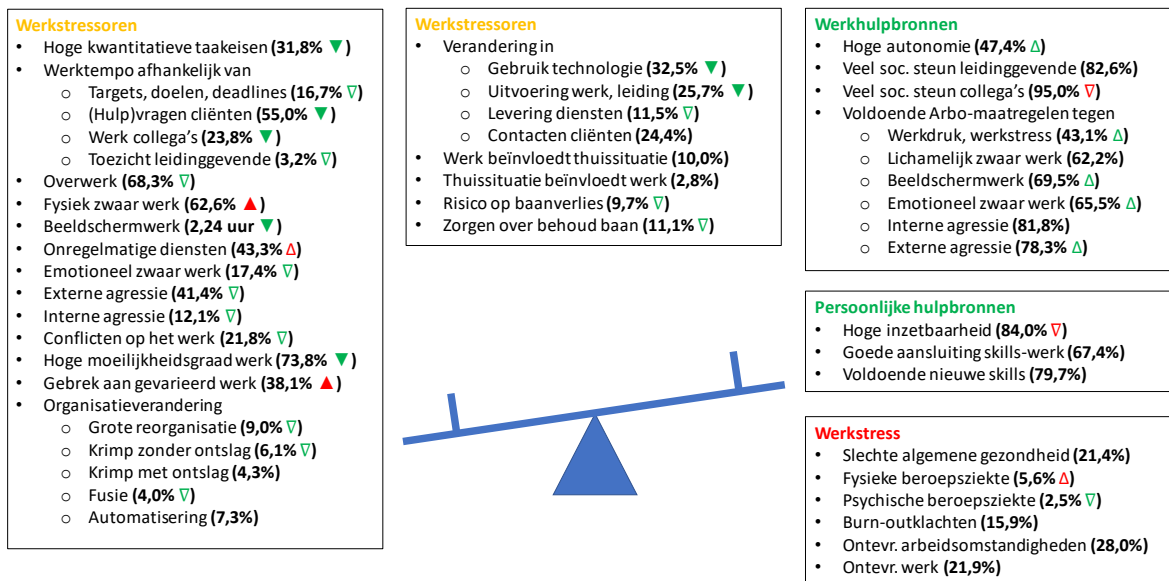 Werkstressoren
• Hoge kwantitatieve taakeisen (31,8% ▼)
• Werktempo afhankelijk van
o Targets, doelen, deadlines (16,7% ∇)
o (Hulp)vragen cliënten (55,0% ▼)
o Werk collega's (23,8% ▼)
o Toezicht leidinggevende (3,2% ∇)
• Overwerk (68,3% ∇)
• Fysiek zwaar werk (62,6% ▲)
• Beeldschermwerk (2,24 uur ▼)
• Onregelmatige diensten (43,3% Δ)
• Emotioneel zwaar werk (17,4% ∇)
• Externe agressie (41,4% ∇)
• Interne agressie (12,1% ∇)
• Conflicten op het werk (21,8% ∇)
• Hoge moeilijkheidsgraad werk (73,8% ▼)
• Gebrek aan gevarieerd werk (38,1% ▲)
• Organisatieverandering
o Grote reorganisatie (9,0% ∇)
o Krimp zonder ontslag (6,1% ∇)
o Krimp met ontslag (4,3%)
o Fusie (4,0% ∇)
o Automatisering (7,3%)
Werkstressoren
• Verandering in
o Gebruik technologie (32,5% ▼)
o Uitvoering werk, leiding (25,7% ▼)
o Levering diensten (11,5% ∇)
o Contacten cliënten (24,4%)
• Werk beïnvloedt thuissituatie (10,0%)
• Thuissituatie beïnvloedt werk (2,8%)
• Risico op baanverlies (9,7% ∇)
• Zorgen over behoud baan (11,1% ∇)
Werkhulpbronnen
• Hoge autonomie (47,4% Δ)
• Veel soc. steun leidinggevende (82,6%)
• Veel soc. steun collega's (95,0% ∇)
• Voldoende Arbo-maatregelen tegen
o Werkdruk, werkstress (43,1% Δ)
o Lichamelijk zwaar werk (62,2%)
o Beeldschermwerk (69,5% Δ)
o Emotioneel zwaar werk (65,5% Δ)
o Interne agressie (81,8%)
o Externe agressie (78,3% Δ)
Persoonlijke hulpbronnen
• Hoge inzetbaarheid (84,0% ∇)
• Goede aansluiting skills-werk (67,4%)
• Voldoende nieuwe skills (79,7%)
Werkstress
• Slechte algemene gezondheid (21,4%)
• Fysieke beroepsziekte (5,6% Δ)
• Psychische beroepsziekte (2,5% ∇)
• Burn-outklachten (15,9%)
• Ontevr. arbeidsomstandigheden (28,0%)
• Ontevr. werk (21,9%)